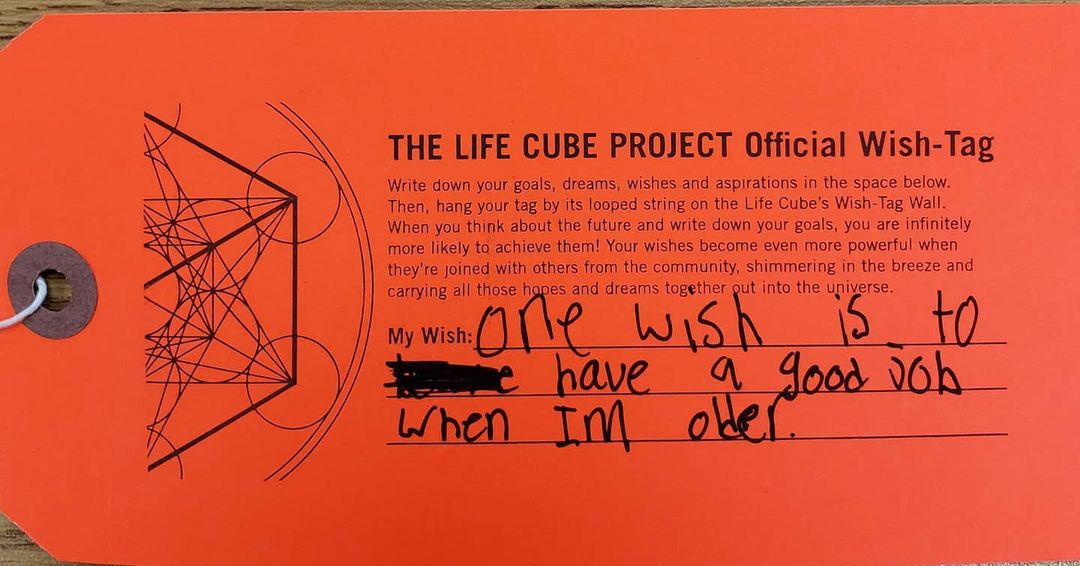 THE LIFE CUBE PROJECT Official Wish-Tag
Write down your goals, dreams, wishes and aspirations in the space below.
Then, hang your tag by its looped string on the Life Cube's Wish-Tag Wall.
When you think about the future and write down your goals, you are infinitely
more likely to achieve them! Your wishes become even more powerful when
they're joined with others from the community, shimmering in the breeze and
carrying all those hopes and dreams together out into the universe.
My Wish: One wish is to
have a good job
when IM older.